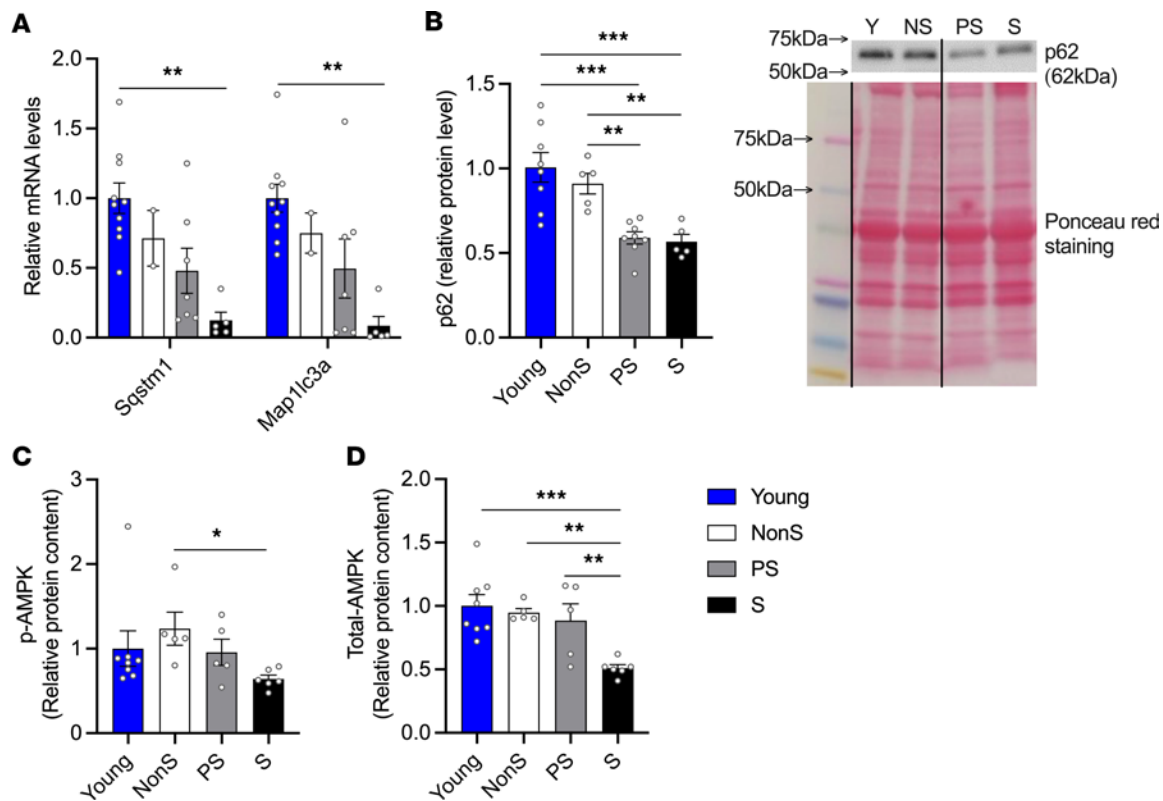 A
Relative mRNA levels
2.0
1.5
1.0
0.5
0.0
**
**
Sqstm1
Map1lc3a
B
p62 (relative protein level)
1.5
1.0
0.5
0.0
***
***
**
**
Young
NonS
PS
S
Y NS PS S
75kDa→
50kDa→
p62
(62kDa)
75kDa→
50kDa→
Ponceau red
staining
C
p-AMPK
(Relative protein content)
3
2
1
0
*
Young
NonS
PS
S
D
Total-AMPK
(Relative protein content)
2.0
1.5
1.0
0.5
0.0
***
**
**
Young
NonS
PS
S
Young
NonS
PS
S